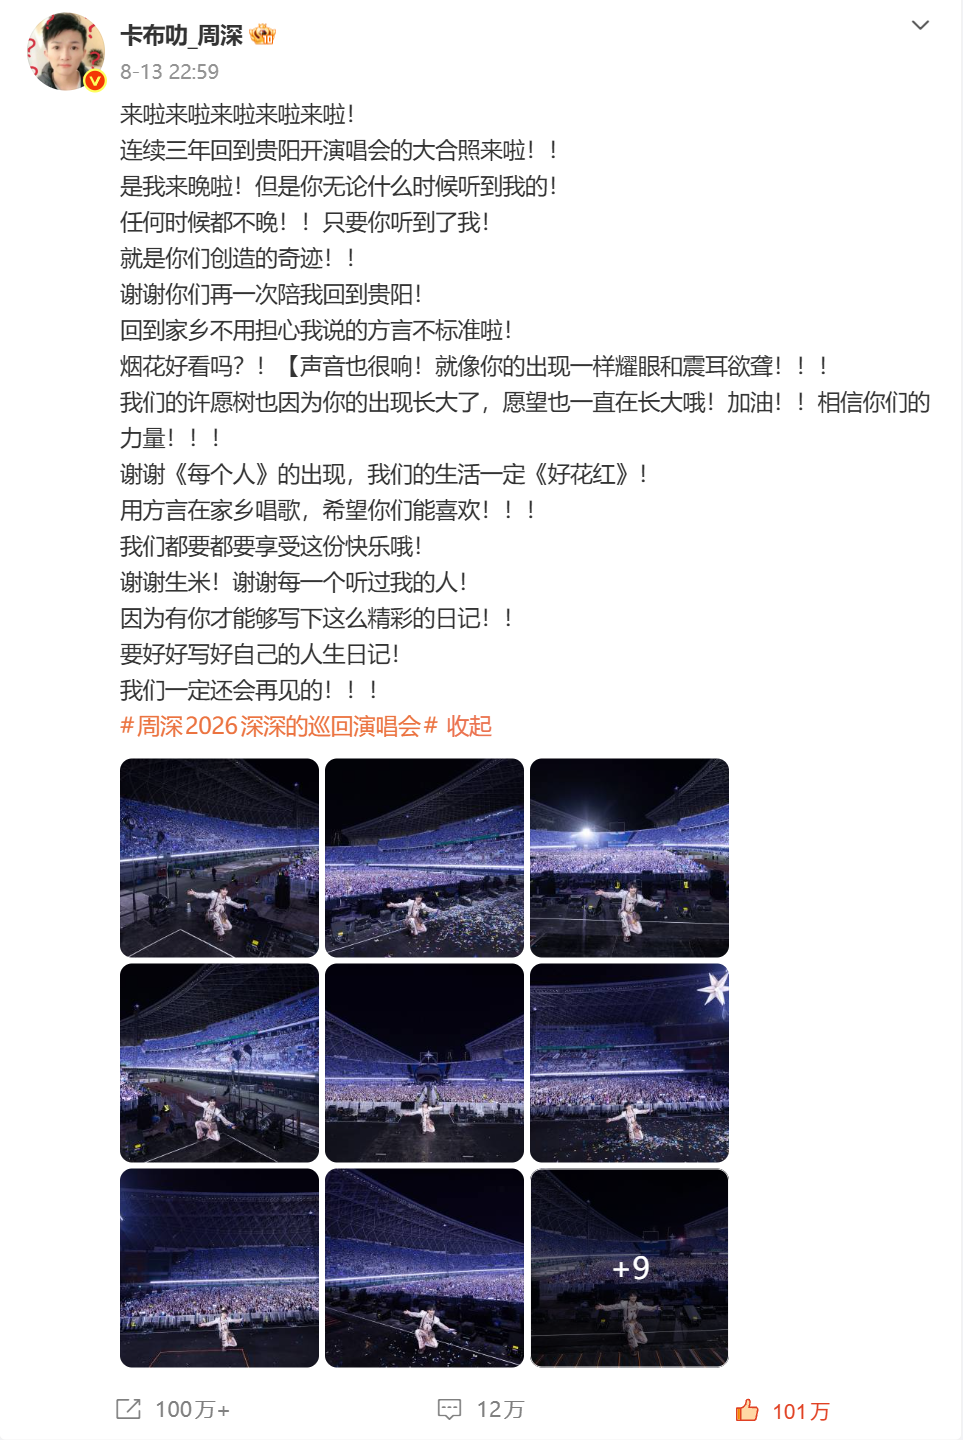 卡布叻_周深
8-13 22:59
来啦来啦来啦来啦来啦！
连续三年回到贵阳开演唱会的大合照来啦！！
是我来晚啦！但是你无论什么时候听到我的！
任何时候都不晚！！只要你听到了我！
就是你们创造的奇迹！！
谢谢你们再一次陪我回到贵阳！
回到家乡不用担心我说的方言不标准啦！
烟花好看吗？！【声音也很响！就像你的出现一样耀眼和震耳欲聋！！！
我们的许愿树也因为你的出现长大了，愿望也一直在长大哦！加油！！相信你们的
力量！！！
谢谢《每个人》的出现，我们的生活一定《好花红》！
用方言在家乡唱歌，希望你们能喜欢！！！
我们都要都要享受这份快乐哦！
谢谢生米！谢谢每一个听过我的人！
因为有你才能够写下这么精彩的日记！！
要好好写好自己的人生日记！
我们一定还会再见的！！！
#周深2026深深的巡回演唱会# 收起
+9
100万+
12万
101万